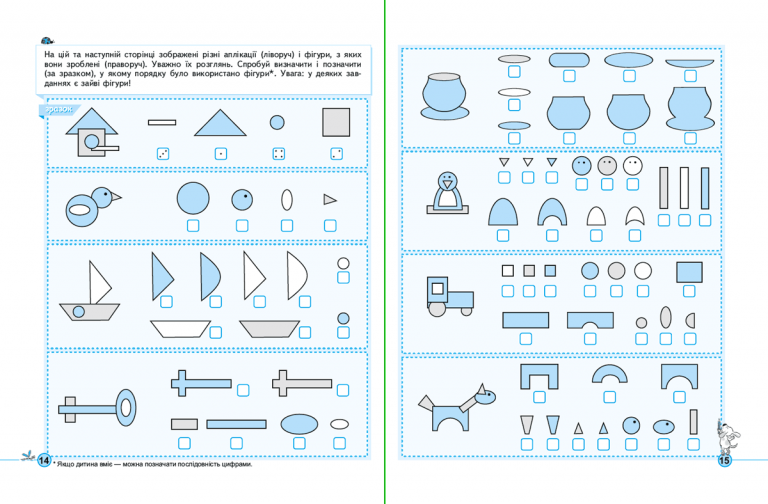 На цій та наступній сторінці зображені різні аплікації (ліворуч) і фігури, з яких
вони зроблені (праворуч). Уважно їх розглянь. Спробуй визначити і позначити
(за зразком), у якому порядку було використано фігури*. Увага: у деяких зав-
даннях є зайві фігури!
зразок
14
* Якщо дитина вміє — можна позначати послідовність цифрами.
15